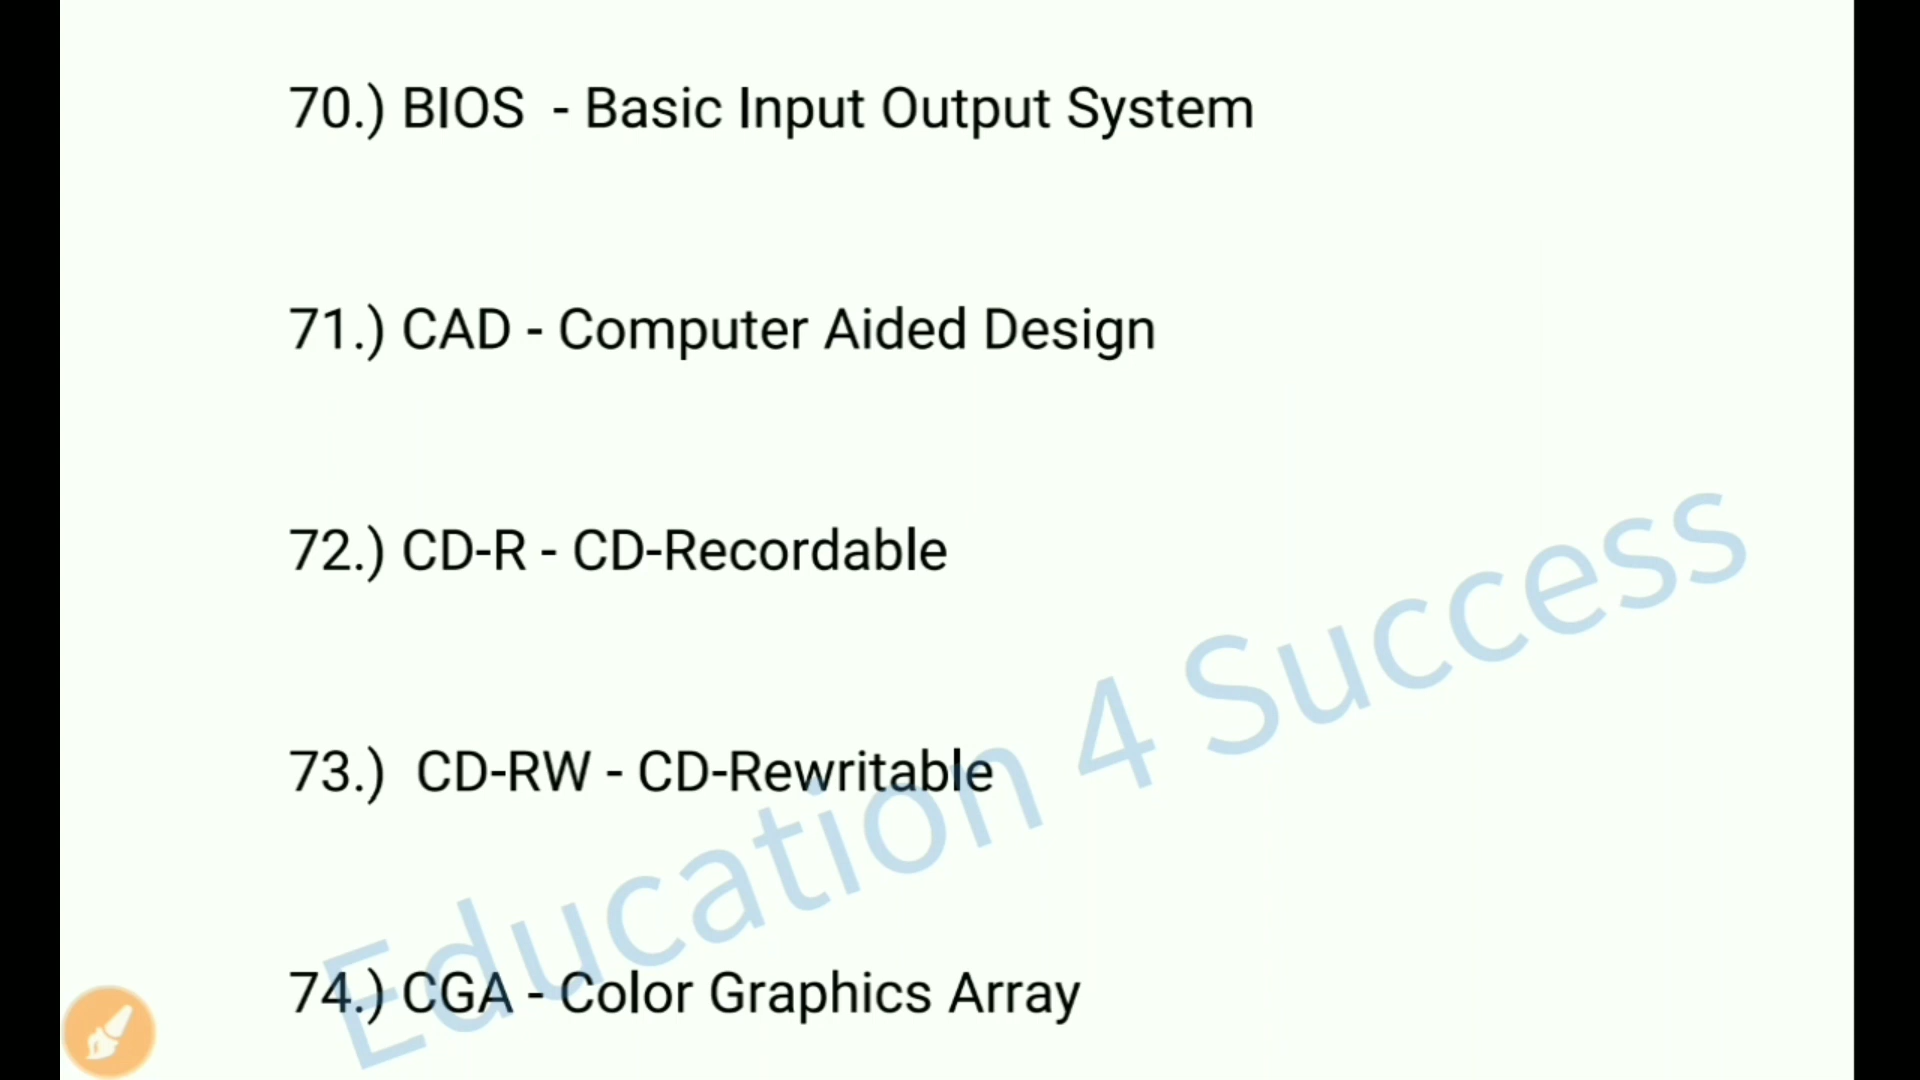 70.) BIOS  - Basic Input Output System
71.) CAD - Computer Aided Design
72.) CD-R - CD-Recordable
73.)  CD-RW - CD-Rewritable
74.) CGA - Color Graphics Array
Education 4 Success